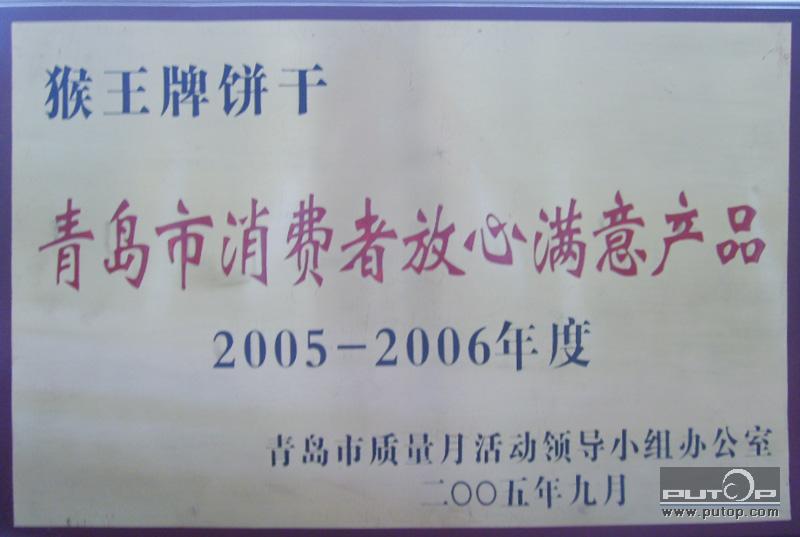 猴王牌饼干
青岛市消费者放心满意产品
2005-2006年度
青岛市质量月活动领导小组办公室
二〇〇五年九月
PUTOP
www.putop.com